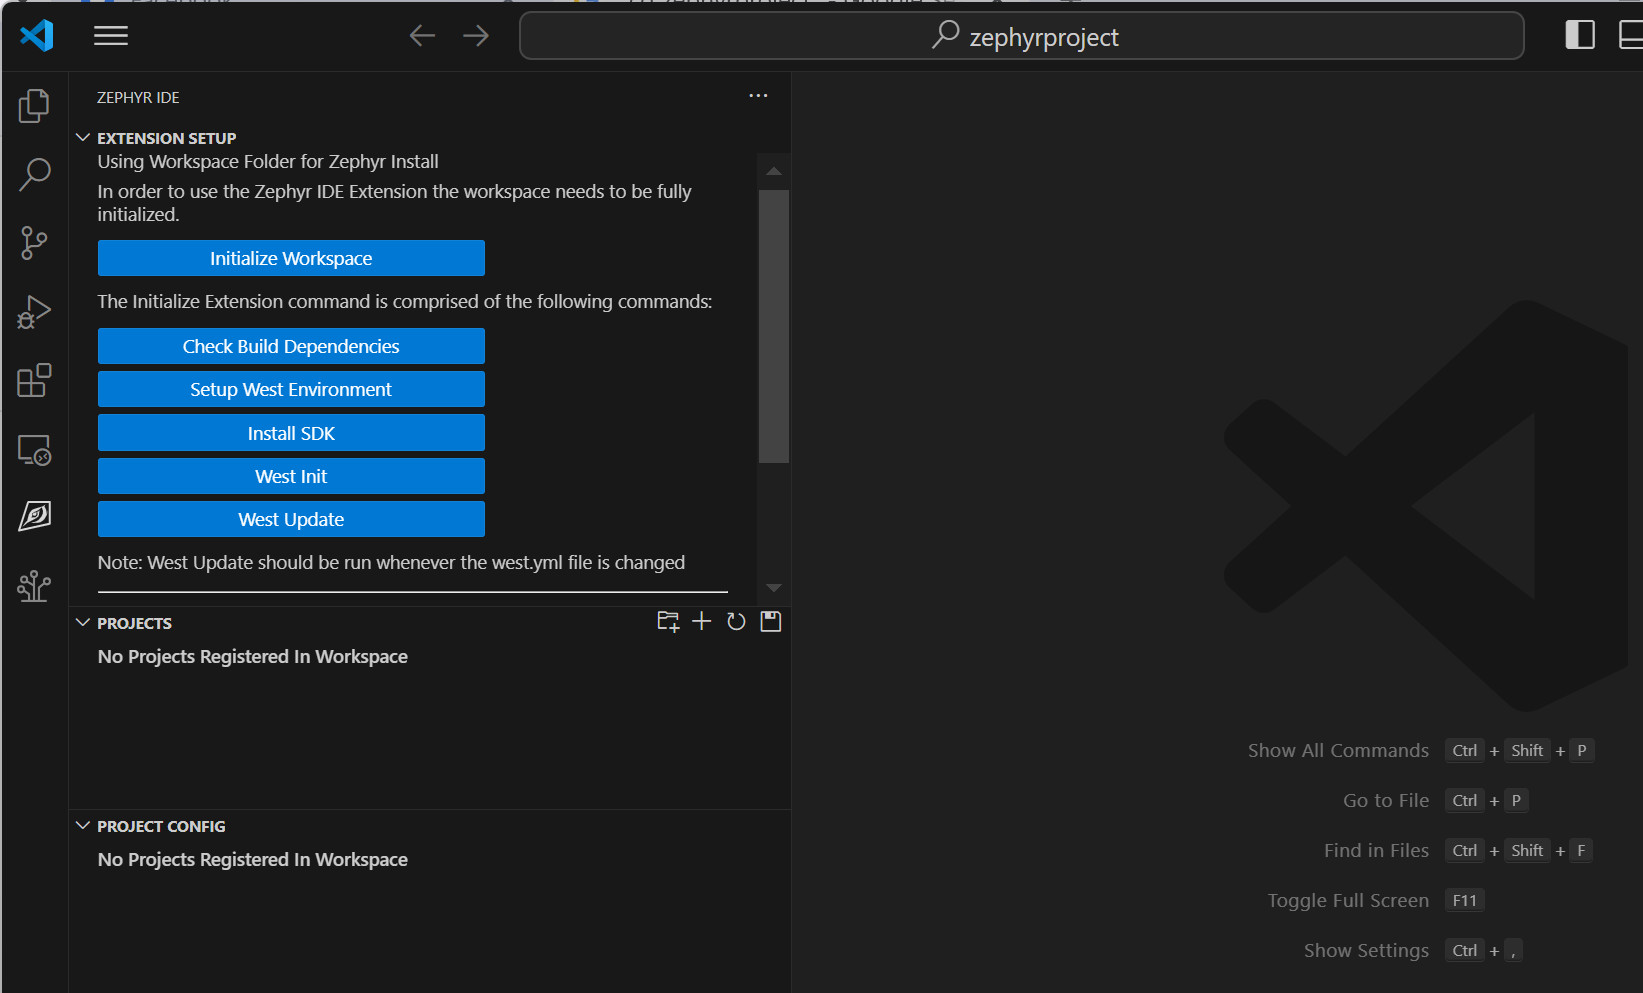 zephyrproject
ZEPHYR IDE
EXTENSION SETUP
Using Workspace Folder for Zephyr Install
In order to use the Zephyr IDE Extension the workspace needs to be fully
initialized.
Initialize Workspace
The Initialize Extension command is comprised of the following commands:
Check Build Dependencies
Setup West Environment
Install SDK
West Init
West Update
Note: West Update should be run whenever the west.yml file is changed
PROJECTS
No Projects Registered In Workspace
PROJECT CONFIG
No Projects Registered In Workspace
Show All Commands Ctrl + Shift + P
Go to File Ctrl + P
Find in Files Ctrl + Shift + F
Toggle Full Screen F11
Show Settings Ctrl + ,